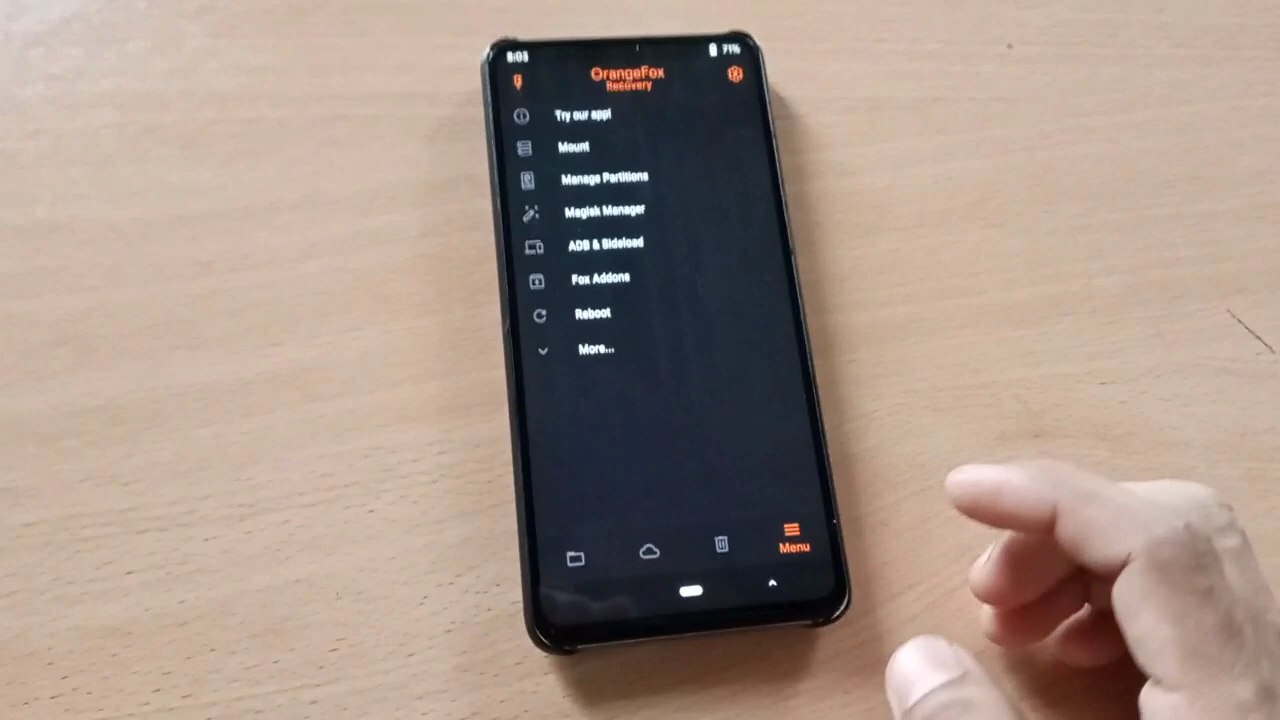 8:03 71%
OrangeFox
Recovery
Try our app!
Mount
Manage Partitions
Magisk Manager
ADB & Sideload
Fox Addons
Reboot
More...
Menu